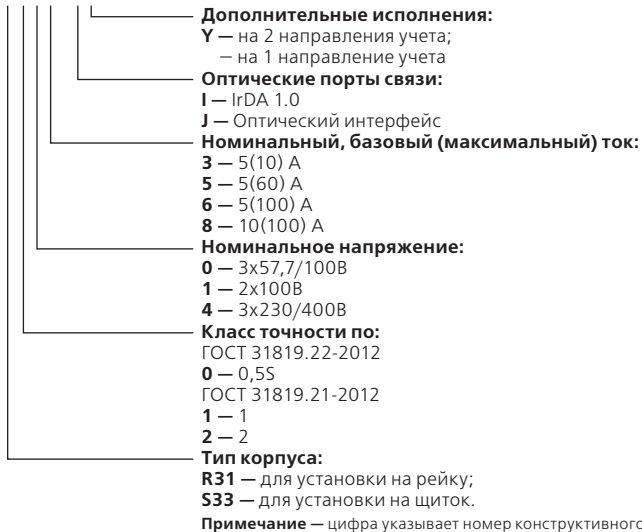 Дополнительные исполнения:
Y — на 2 направления учета;
— на 1 направление учета
Оптические порты связи:
I — IrDA 1.0
J — Оптический интерфейс
Номинальный, базовый (максимальный) ток:
3 — 5(10) А
5 — 5(60) А
6 — 5(100) А
8 — 10(100) А
Номинальное напряжение:
0 — 3x57,7/100В
1 — 2x100В
4 — 3x230/400В
Класс точности по:
ГОСТ 31819.22-2012
0 — 0,5S
ГОСТ 31819.21-2012
1 — 1
2 — 2
Тип корпуса:
R31 — для установки на рейку;
S33 — для установки на щиток.
Примечание — цифра указывает номер конструктивного